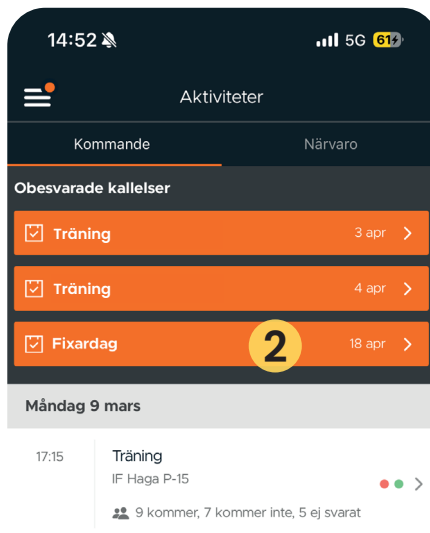 14:52 5G 61
Aktiviteter
Kommande Närvaro
Obesvarade kallelser
Träning 3 apr
Träning 4 apr
Fixardag 2 18 apr
Måndag 9 mars
17:15 Träning
IF Haga P-15
9 kommer, 7 kommer inte, 5 ej svarat